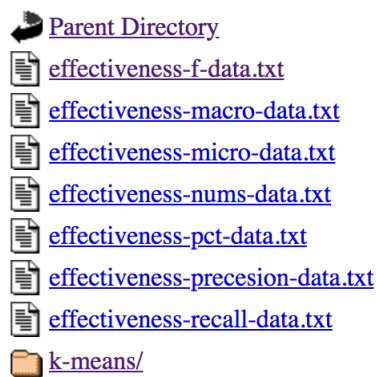 Parent Directory
effectiveness-f-data.txt
effectiveness-macro-data.txt
effectiveness-micro-data.txt
effectiveness-nums-data.txt
effectiveness-pct-data.txt
effectiveness-precesion-data.txt
effectiveness-recall-data.txt
k-means/